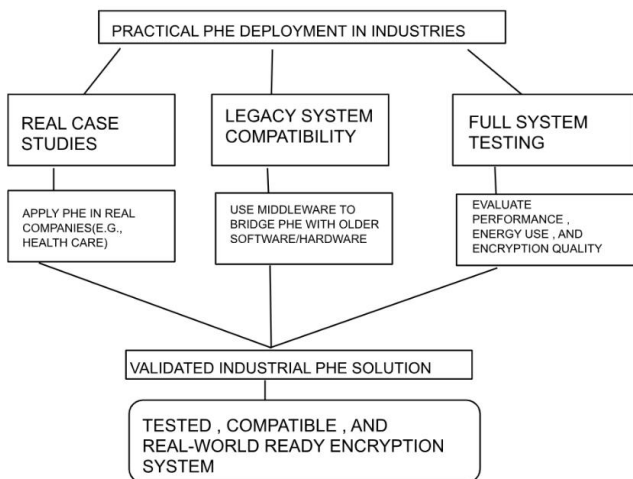 PRACTICAL PHE DEPLOYMENT IN INDUSTRIES
REAL CASE
STUDIES
LEGACY SYSTEM
COMPATIBILITY
FULL SYSTEM
TESTING
APPLY PHE IN REAL
COMPANIES(E.G.,
HEALTH CARE)
USE MIDDLEWARE TO
BRIDGE PHE WITH OLDER
SOFTWARE/HARDWARE
EVALUATE
PERFORMANCE ,
ENERGY USE , AND
ENCRYPTION QUALITY
VALIDATED INDUSTRIAL PHE SOLUTION
TESTED , COMPATIBLE , AND
REAL-WORLD READY ENCRYPTION
SYSTEM